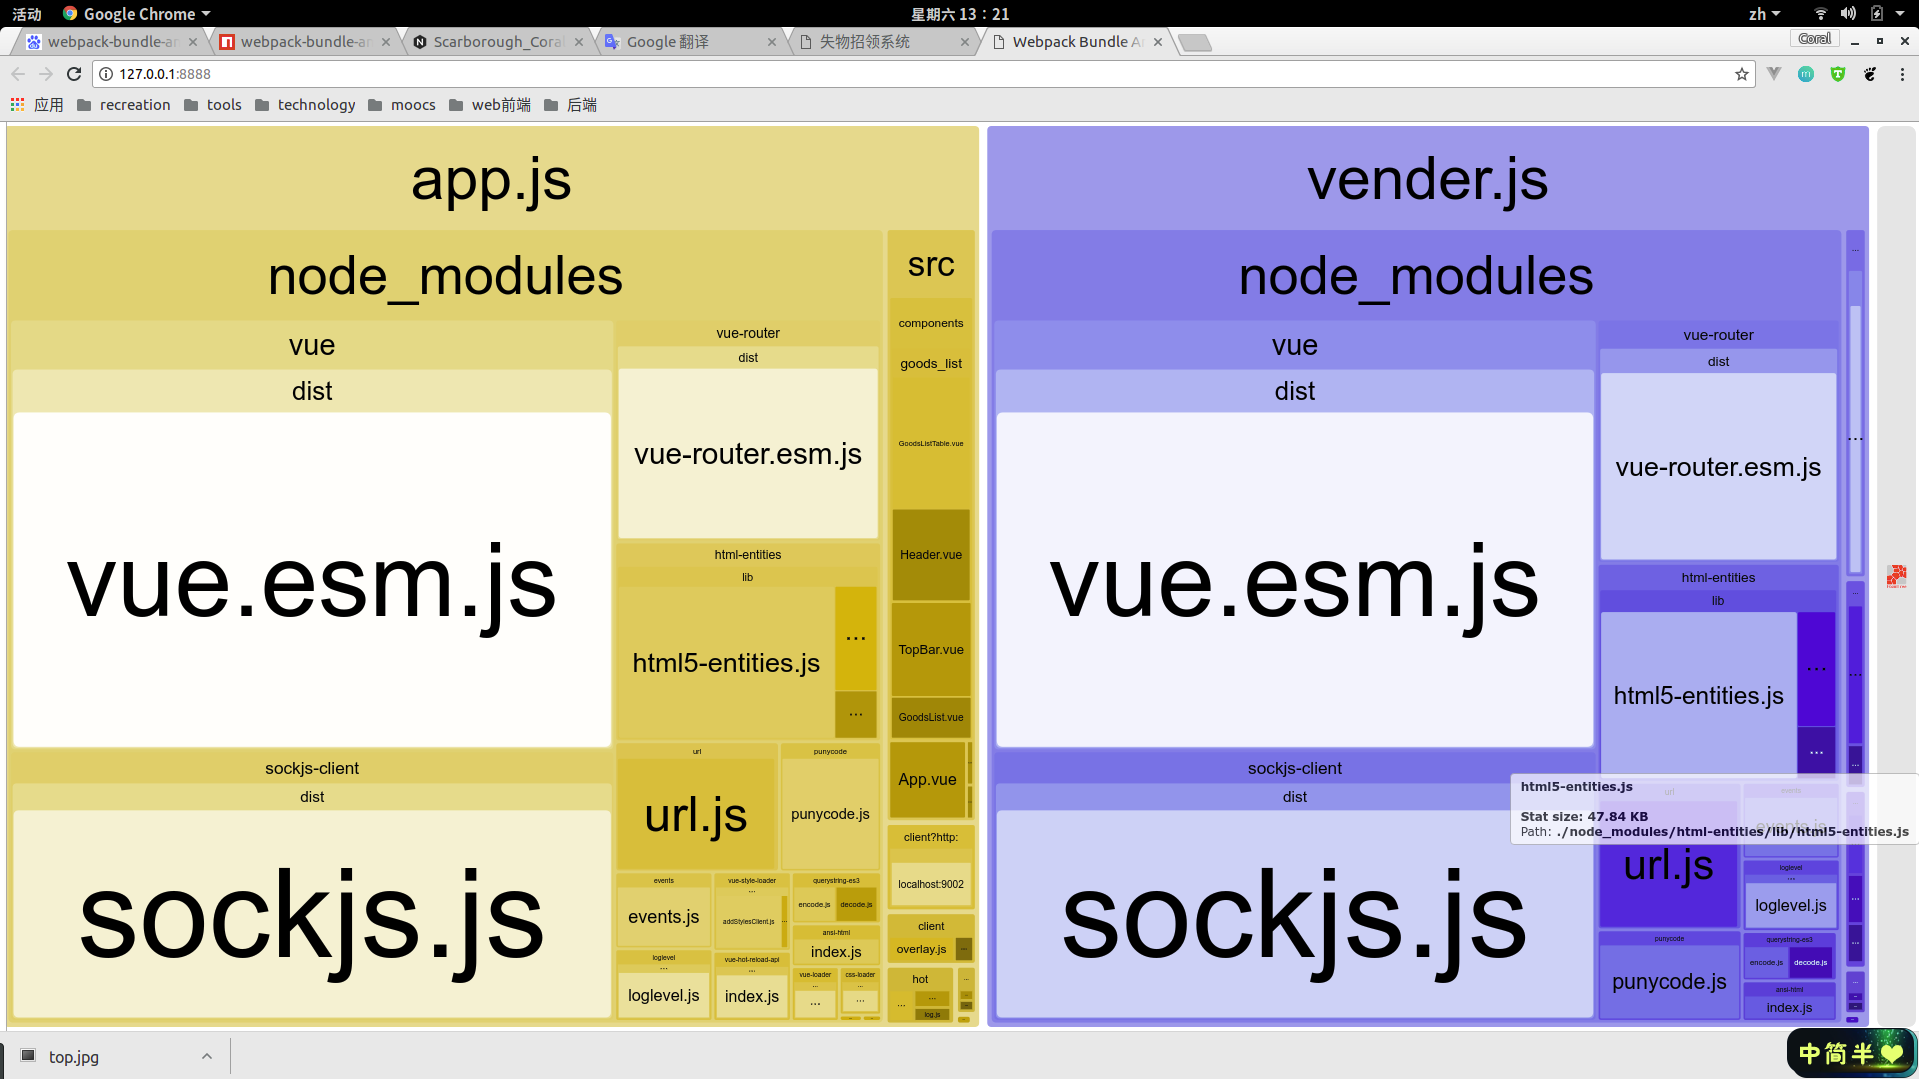 活动
Google Chrome
星期六 13：21
zh
webpack-bundle-an
webpack-bundle-an
Scarborough_Coral
Google 翻译
失物招领系统
Webpack Bundle A
Coral
127.0.0.1:8888
应用
recreation
tools
technology
moocs
web前端
后端
app.js
node_modules
vue
dist
vue.esm.js
sockjs-client
dist
sockjs.js
vue-router
dist
vue-router.esm.js
html-entities
lib
html5-entities.js
...
...
url
url.js
punycode
punycode.js
events
events.js
vue-style-loader
...
addStylesClient.js
querystring-es3
encode.js
decode.js
ansi-html
index.js
loglevel
...
loglevel.js
vue-hot-reload-api
...
index.js
vue-loader
...
...
css-loader
...
...
src
components
goods_list
GoodsListTable.vue
Header.vue
TopBar.vue
GoodsList.vue
App.vue
client?http:
localhost:9002
client
overlay.js
...
hot
...
...
log.js
vender.js
node_modules
vue
dist
vue.esm.js
sockjs-client
dist
sockjs.js
vue-router
dist
vue-router.esm.js
html-entities
lib
html5-entities.js
...
...
html5-entities.js
Stat size: 47.84 KB
Path: ./node_modules/html-entities/lib/html5-entities.js
url
url.js
events
events.js
loglevel
...
loglevel.js
punycode
punycode.js
querystring-es3
encode.js
decode.js
ansi-html
index.js
top.jpg
中简半